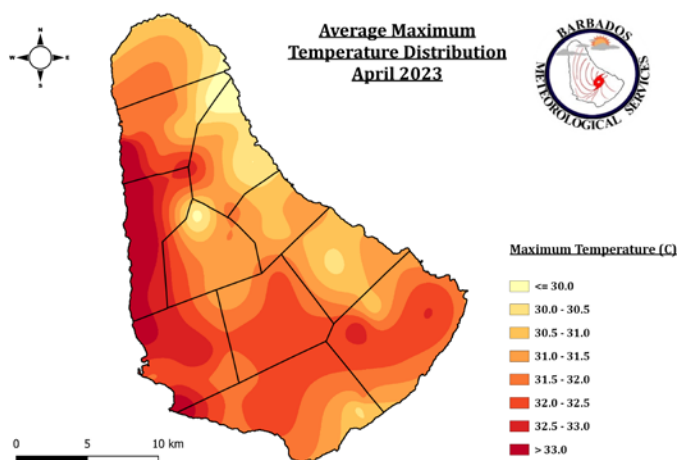 Average Maximum
Temperature Distribution
April 2023
BARBADOS
METEOROLOGICAL SERVICES
N
W E
S
Maximum Temperature (C)
<= 30.0
30.0 - 30.5
30.5 - 31.0
31.0 - 31.5
31.5 - 32.0
32.0 - 32.5
32.5 - 33.0
> 33.0
0 5 10 km